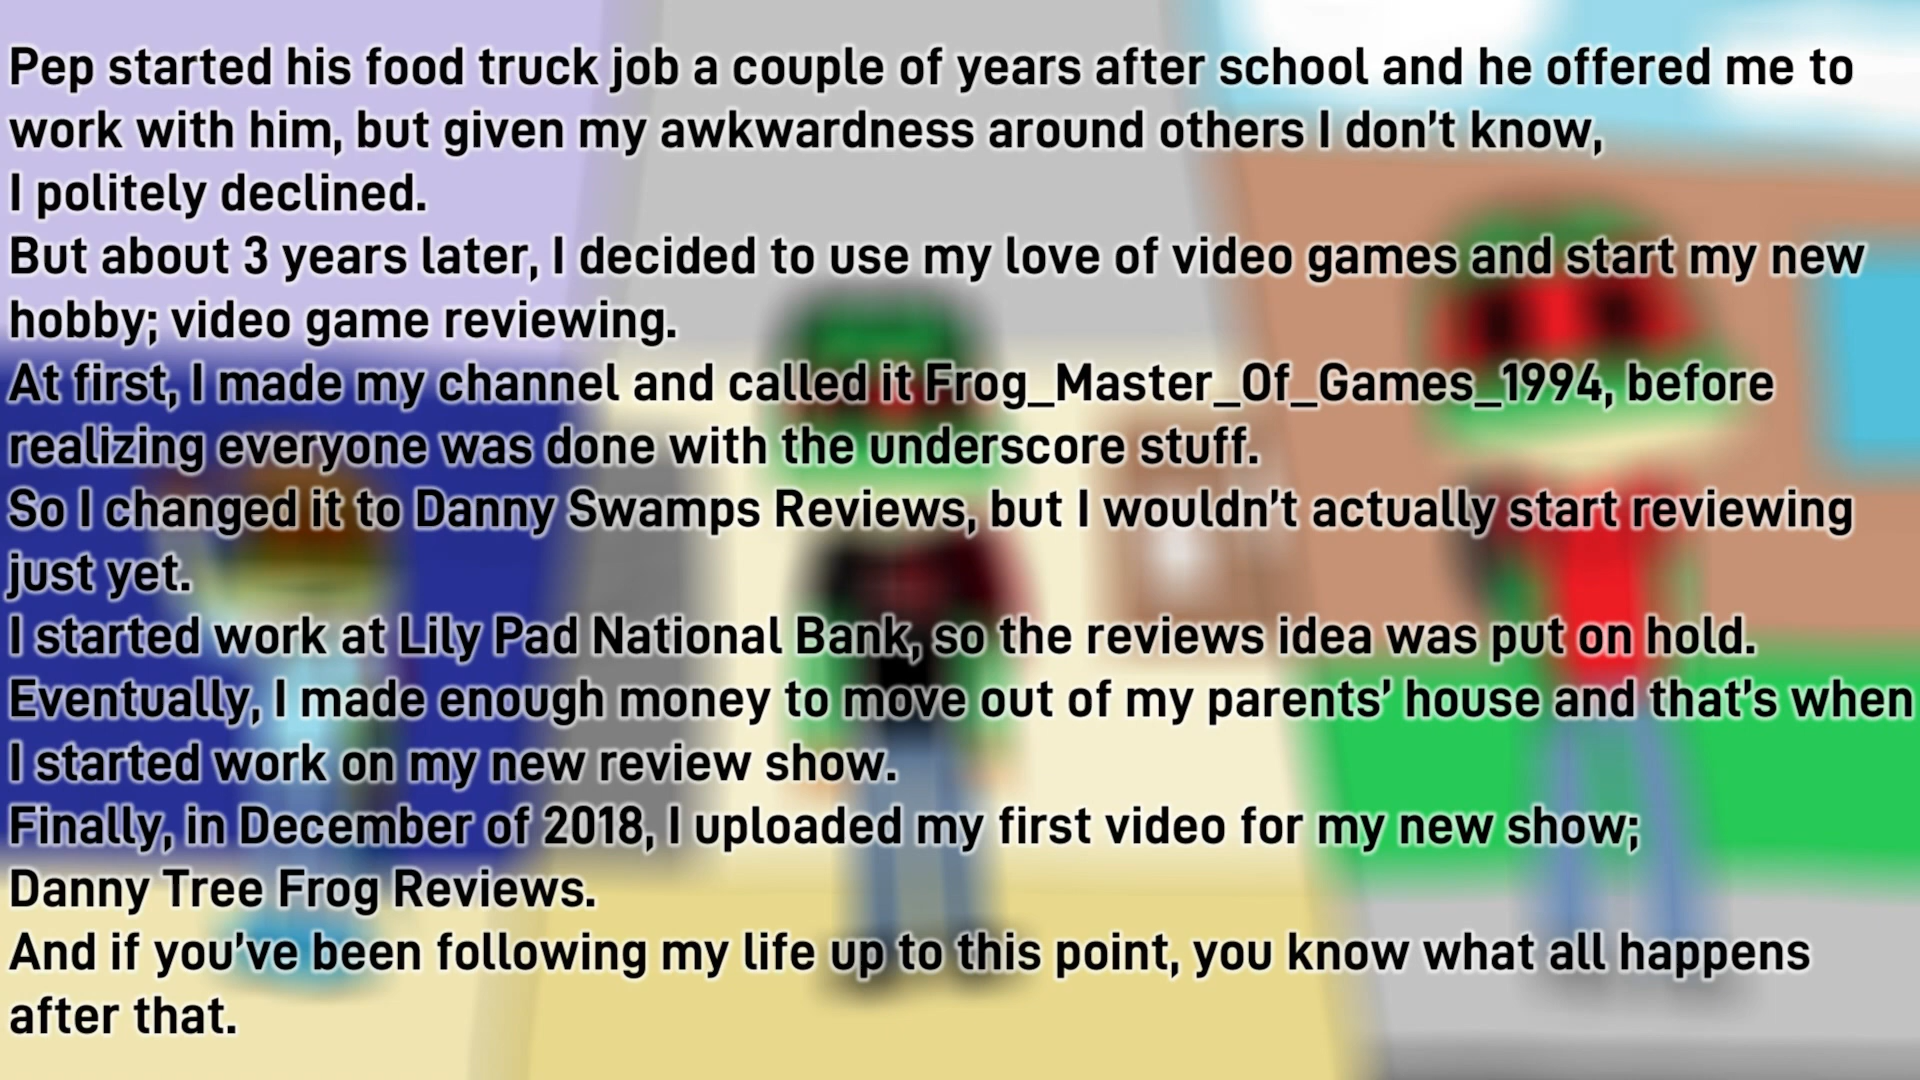 Pep started his food truck job a couple of years after school and he offered me to
work with him, but given my awkwardness around others I don’t know,
I politely declined.
But about 3 years later, I decided to use my love of video games and start my new
hobby; video game reviewing.
At first, I made my channel and called it Frog_Master_Of_Games_1994, before
realizing everyone was done with the underscore stuff.
So I changed it to Danny Swamps Reviews, but I wouldn’t actually start reviewing
just yet.
I started work at Lily Pad National Bank, so the reviews idea was put on hold.
Eventually, I made enough money to move out of my parents’ house and that’s when
I started work on my new review show.
Finally, in December of 2018, I uploaded my first video for my new show;
Danny Tree Frog Reviews.
And if you’ve been following my life up to this point, you know what all happens
after that.